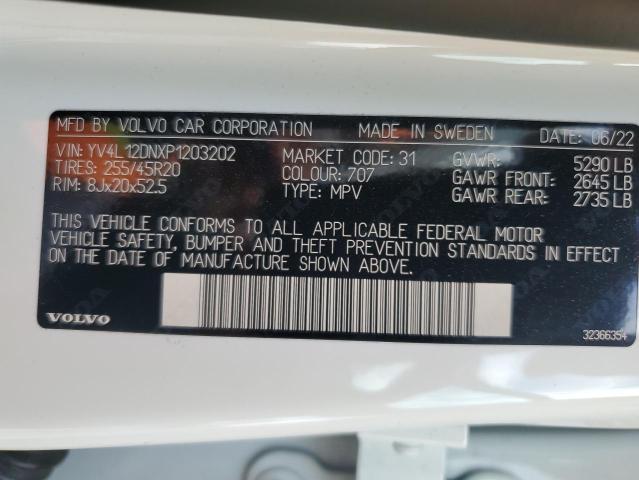 MFD BY VOLVO CAR CORPORATION MADE IN SWEDEN DATE: 06/22
VIN: YV4L12DNXP1203202 MARKET CODE: 31 GVWR: 5290 LB
TIRES: 255/45R20 COLOUR: 707 GAWR FRONT: 2645 LB
RIM: 8Jx20x52.5 TYPE: MPV GAWR REAR: 2735 LB
THIS VEHICLE CONFORMS TO ALL APPLICABLE FEDERAL MOTOR
VEHICLE SAFETY, BUMPER AND THEFT PREVENTION STANDARDS IN EFFECT
ON THE DATE OF MANUFACTURE SHOWN ABOVE.
VOLVO 32366354